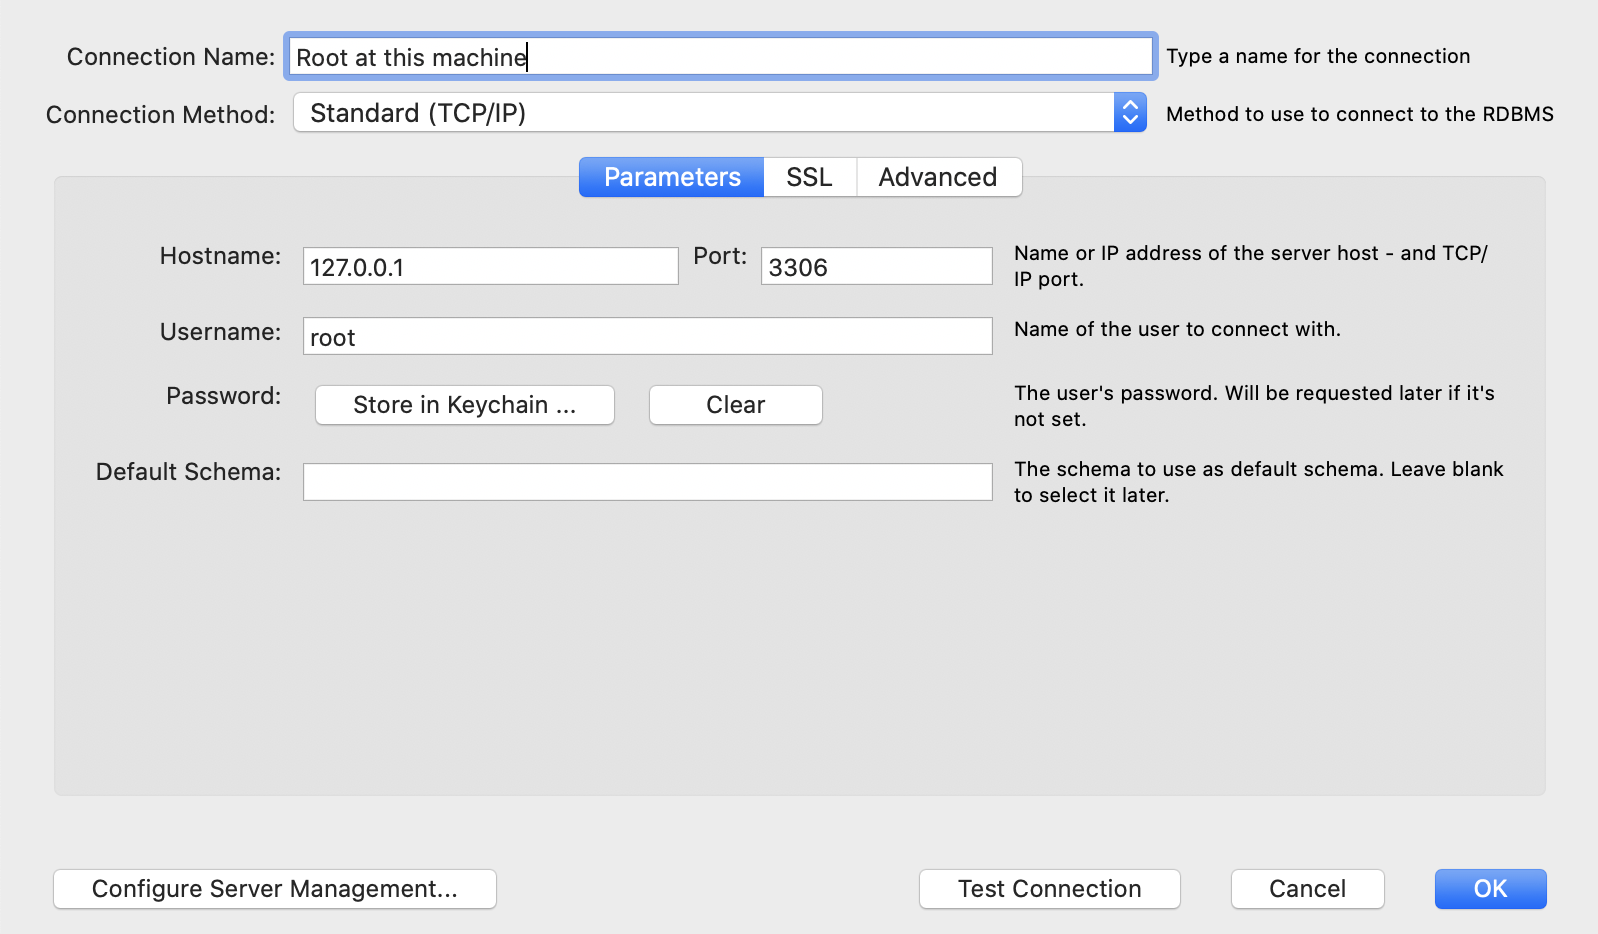 Connection Name: Root at this machine Type a name for the connection
Connection Method: Standard (TCP/IP) Method to use to connect to the RDBMS
Parameters SSL Advanced
Hostname: 127.0.0.1 Port: 3306 Name or IP address of the server host - and TCP/
IP port.
Username: root Name of the user to connect with.
Password: Store in Keychain ... Clear The user's password. Will be requested later if it's
not set.
Default Schema: The schema to use as default schema. Leave blank
to select it later.
Configure Server Management... Test Connection Cancel OK